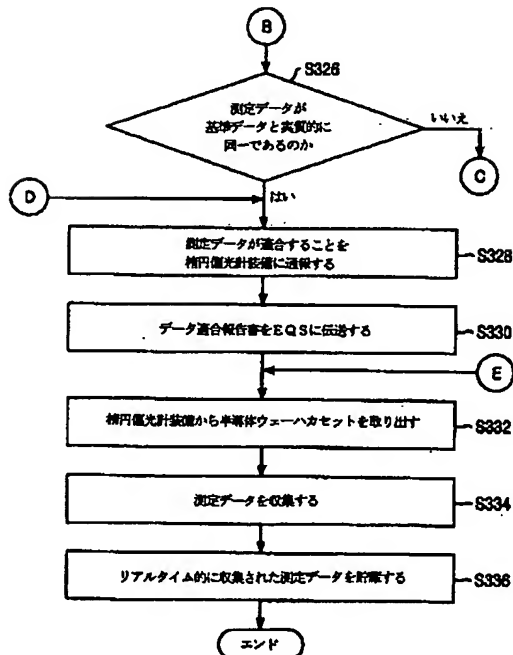 B
S326
測定データが
基準データと実質的に
同一であるのか
いいえ
C
D
はい
測定データが適合することを
楕円偏光計装備に通報する
S328
データ適合報告書をEQSに伝送する
S330
E
楕円偏光計装備から半導体ウェーハカセットを取り出す
S332
測定データを収集する
S334
リアルタイム的に収集された測定データを貯蔵する
S336
エンド